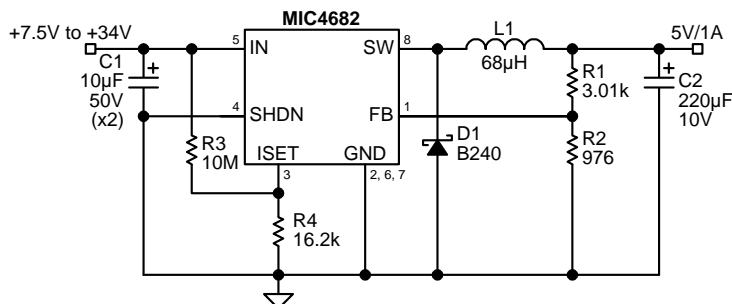 MIC4682
+7.5V to +34V
5 IN
SW 8
L1
68µH
5V/1A
C1
10µF
50V
(x2)
+
4 SHDN
FB 1
R1
3.01k
+
C2
220µF
10V
R3
10M
ISET
3
GND
2, 6, 7
D1
B240
R2
976
R4
16.2k